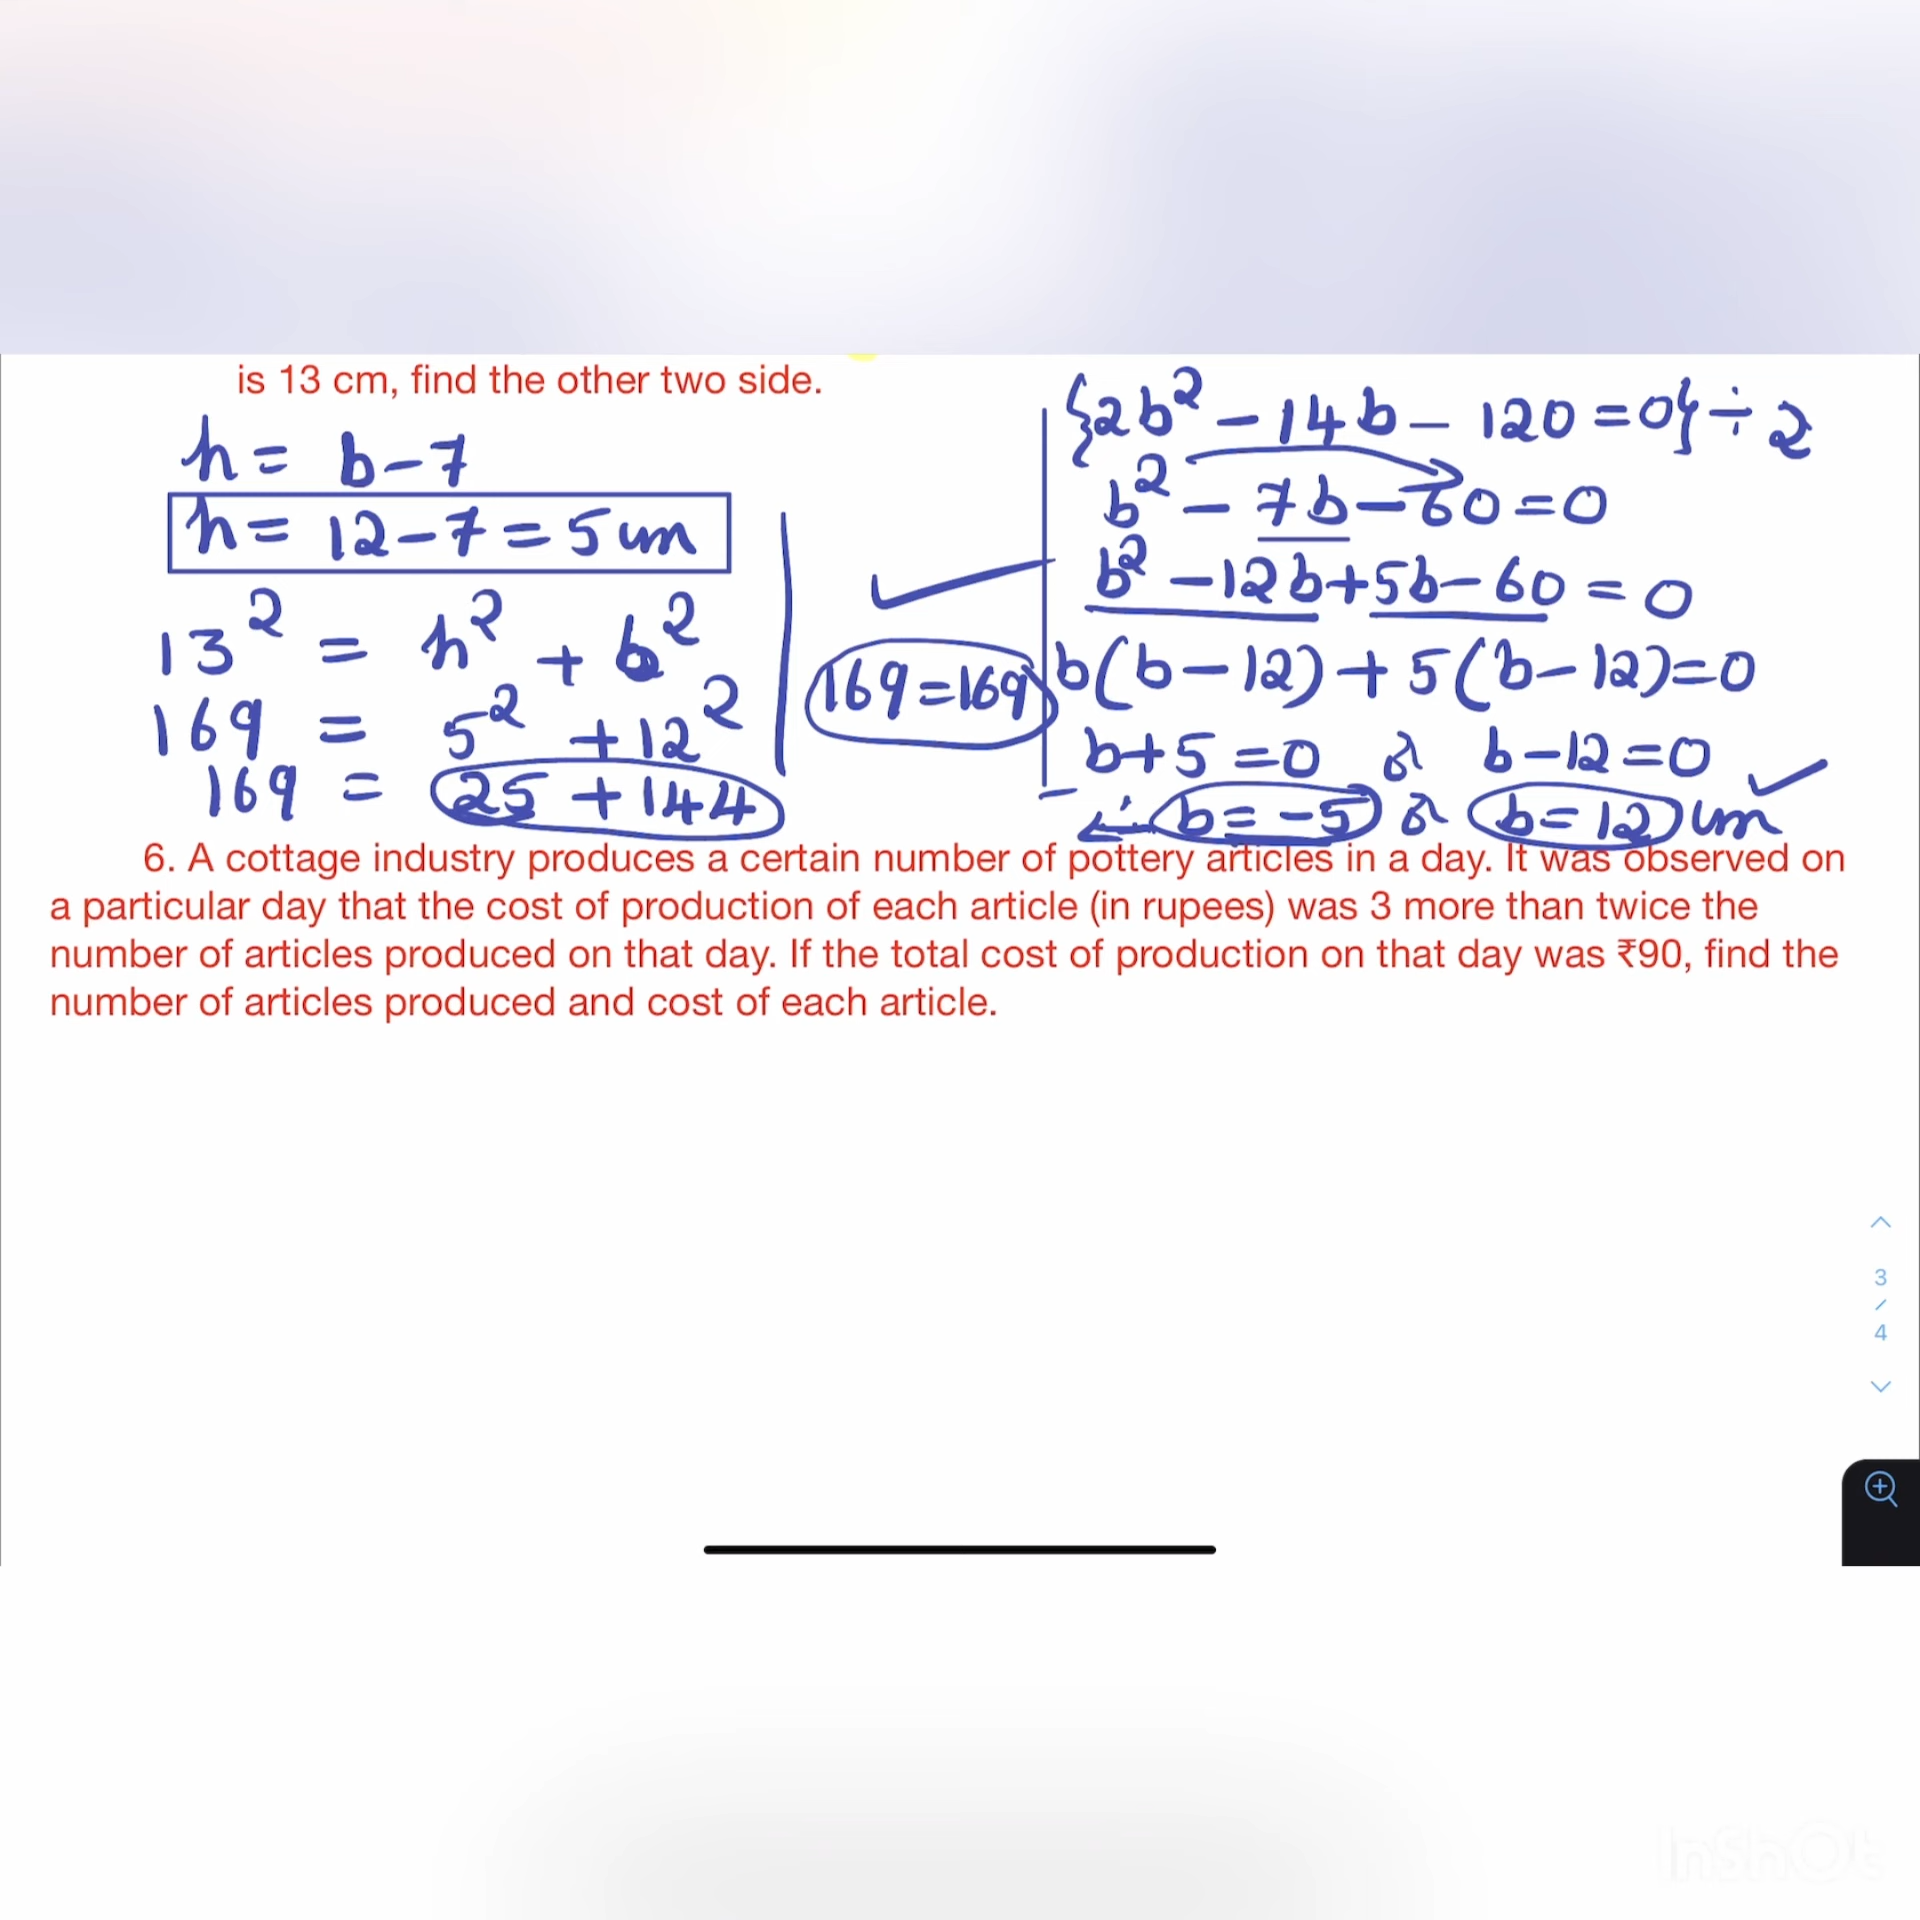 is 13 cm, find the other two side.
h = b-7
h = 12-7 = 5 cm
13² = h² + b²
169 = 5² + 12²
169 = 25 + 144
169=169
{2b² - 14b - 120 = 0} ÷ 2
b² - 7b - 60 = 0
b² - 12b + 5b - 60 = 0
b(b-12) + 5(b-12) = 0
b+5 = 0 or b-12 = 0
b = -5 or b = 12 cm
6. A cottage industry produces a certain number of pottery articles in a day. It was observed on
a particular day that the cost of production of each article (in rupees) was 3 more than twice the
number of articles produced on that day. If the total cost of production on that day was ₹90, find the
number of articles produced and cost of each article.
3
/
4
InShOt